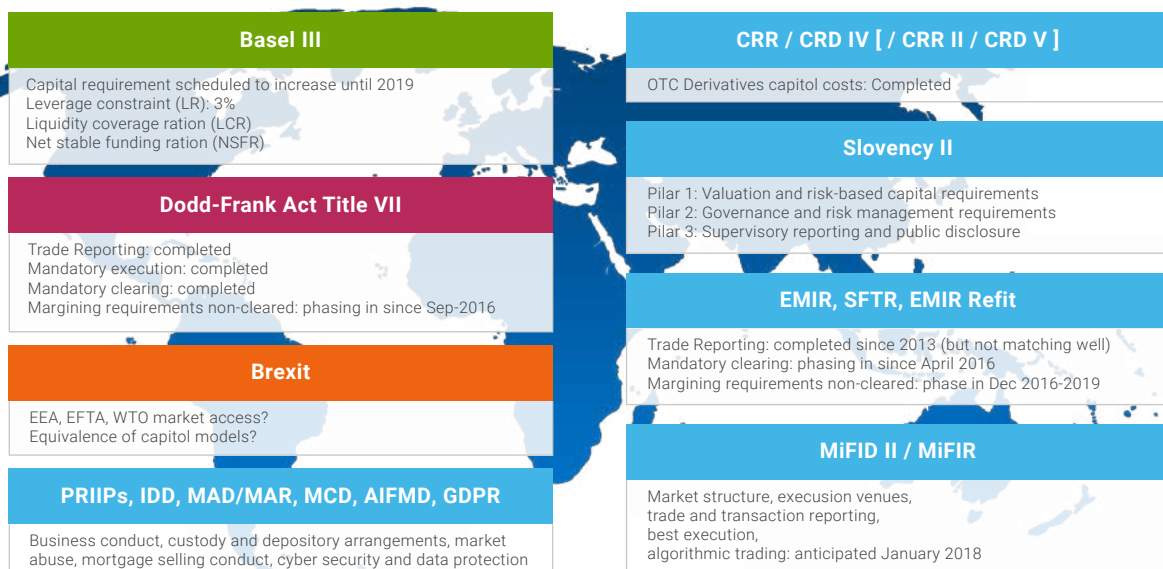 Basel III
Capital requirement scheduled to increase until 2019
Leverage constraint (LR): 3%
Liquidity coverage ration (LCR)
Net stable funding ration (NSFR)
Dodd-Frank Act Title VII
Trade Reporting: completed
Mandatory execution: completed
Mandatory clearing: completed
Margining requirements non-cleared: phasing in since Sep-2016
Brexit
EEA, EFTA, WTO market access?
Equivalence of capitol models?
PRIIPs, IDD, MAD/MAR, MCD, AIFMD, GDPR
Business conduct, custody and depository arrangements, market
abuse, mortgage selling conduct, cyber security and data protection
CRR / CRD IV [ / CRR II / CRD V ]
OTC Derivatives capitol costs: Completed
Slovency II
Pilar 1: Valuation and risk-based capital requirements
Pilar 2: Governance and risk management requirements
Pilar 3: Supervisory reporting and public disclosure
EMIR, SFTR, EMIR Refit
Trade Reporting: completed since 2013 (but not matching well)
Mandatory clearing: phasing in since April 2016
Margining requirements non-cleared: phase in Dec 2016-2019
MiFID II / MiFIR
Market structure, execusion venues,
trade and transaction reporting,
best execution,
algorithmic trading: anticipated January 2018